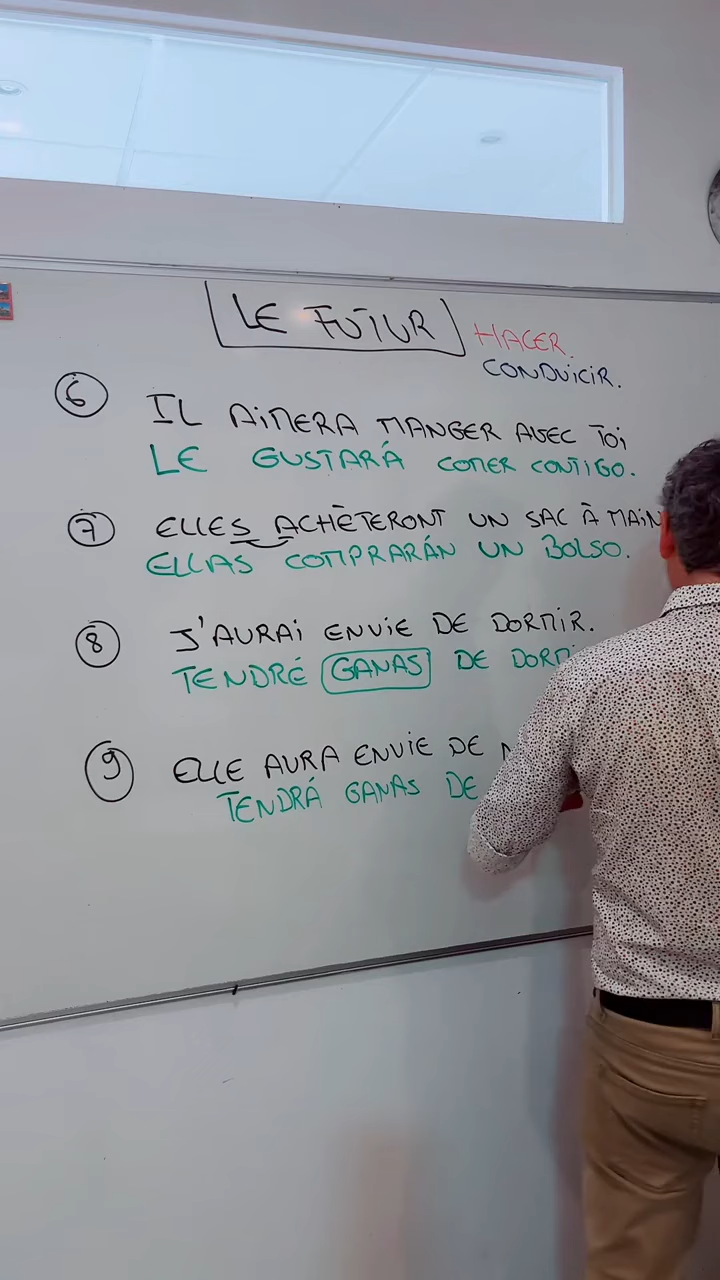 LE FUTUR
HACER.
CONDUICIR.
6 IL AIMERA MANGER AVEC TOI
LE GUSTARÁ COMER CONTIGO.
7 ELLES ACHÈTERONT UN SAC À MAIN
ELLAS COMPRARÁN UN BOLSO.
8 J'AURAI ENVIE DE DORMIR.
TENDRÉ GANAS DE
9 ELLE AURA ENVIE DE
TENDRÁ GANAS DE